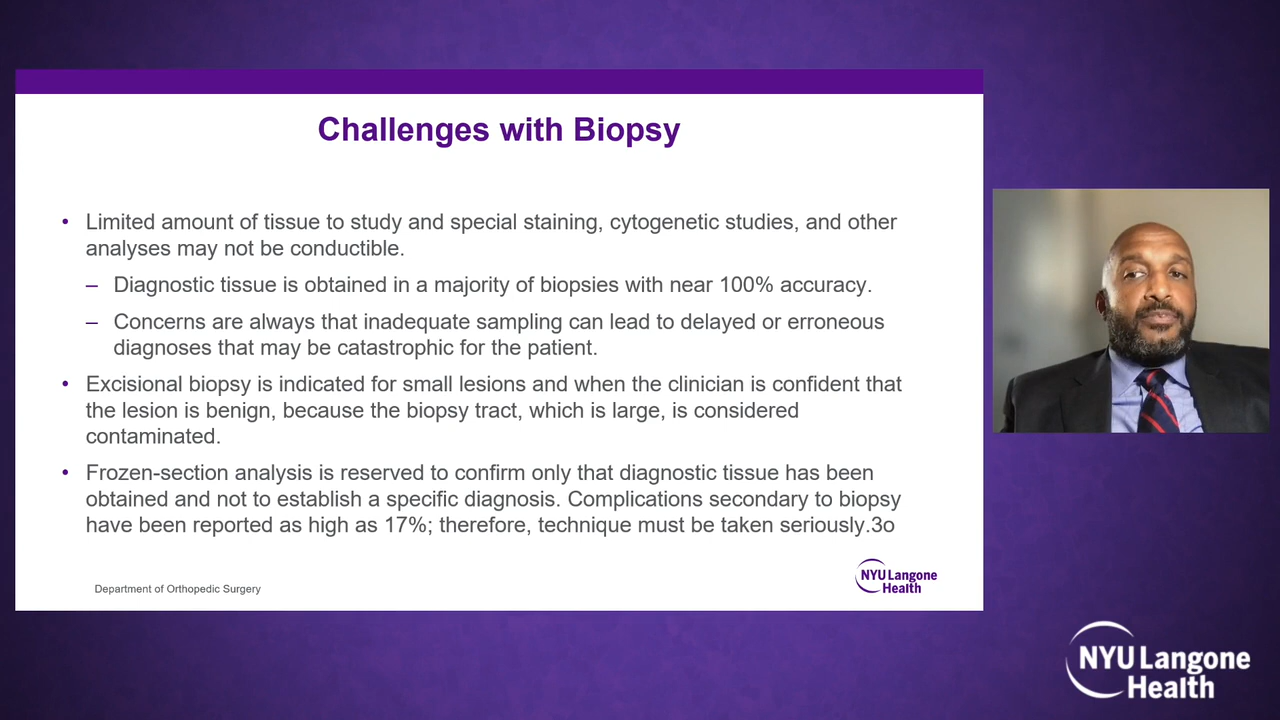 Challenges with Biopsy
• Limited amount of tissue to study and special staining, cytogenetic studies, and other
analyses may not be conductible.
– Diagnostic tissue is obtained in a majority of biopsies with near 100% accuracy.
– Concerns are always that inadequate sampling can lead to delayed or erroneous
diagnoses that may be catastrophic for the patient.
• Excisional biopsy is indicated for small lesions and when the clinician is confident that
the lesion is benign, because the biopsy tract, which is large, is considered
contaminated.
• Frozen-section analysis is reserved to confirm only that diagnostic tissue has been
obtained and not to establish a specific diagnosis. Complications secondary to biopsy
have been reported as high as 17%; therefore, technique must be taken seriously.3o
Department of Orthopedic Surgery
NYU Langone
Health
NYU Langone
Health